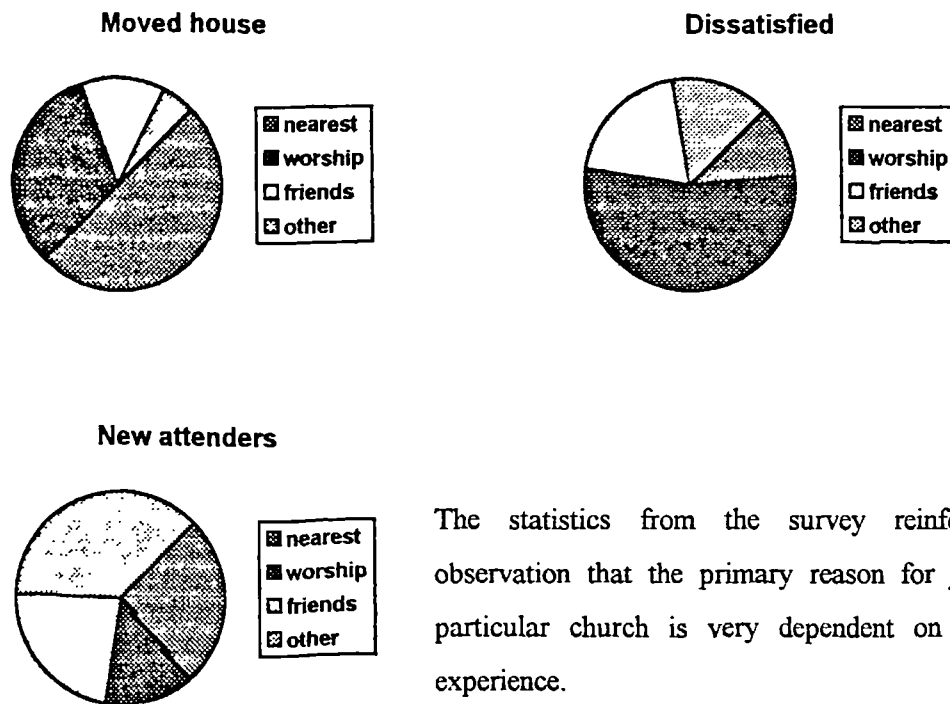 Moved house
nearest
worship
friends
other
Dissatisfied
nearest
worship
friends
other
New attenders
nearest
worship
friends
other
The statistics from the survey
observation that the primary reason for
particular church is very dependent on
experience.